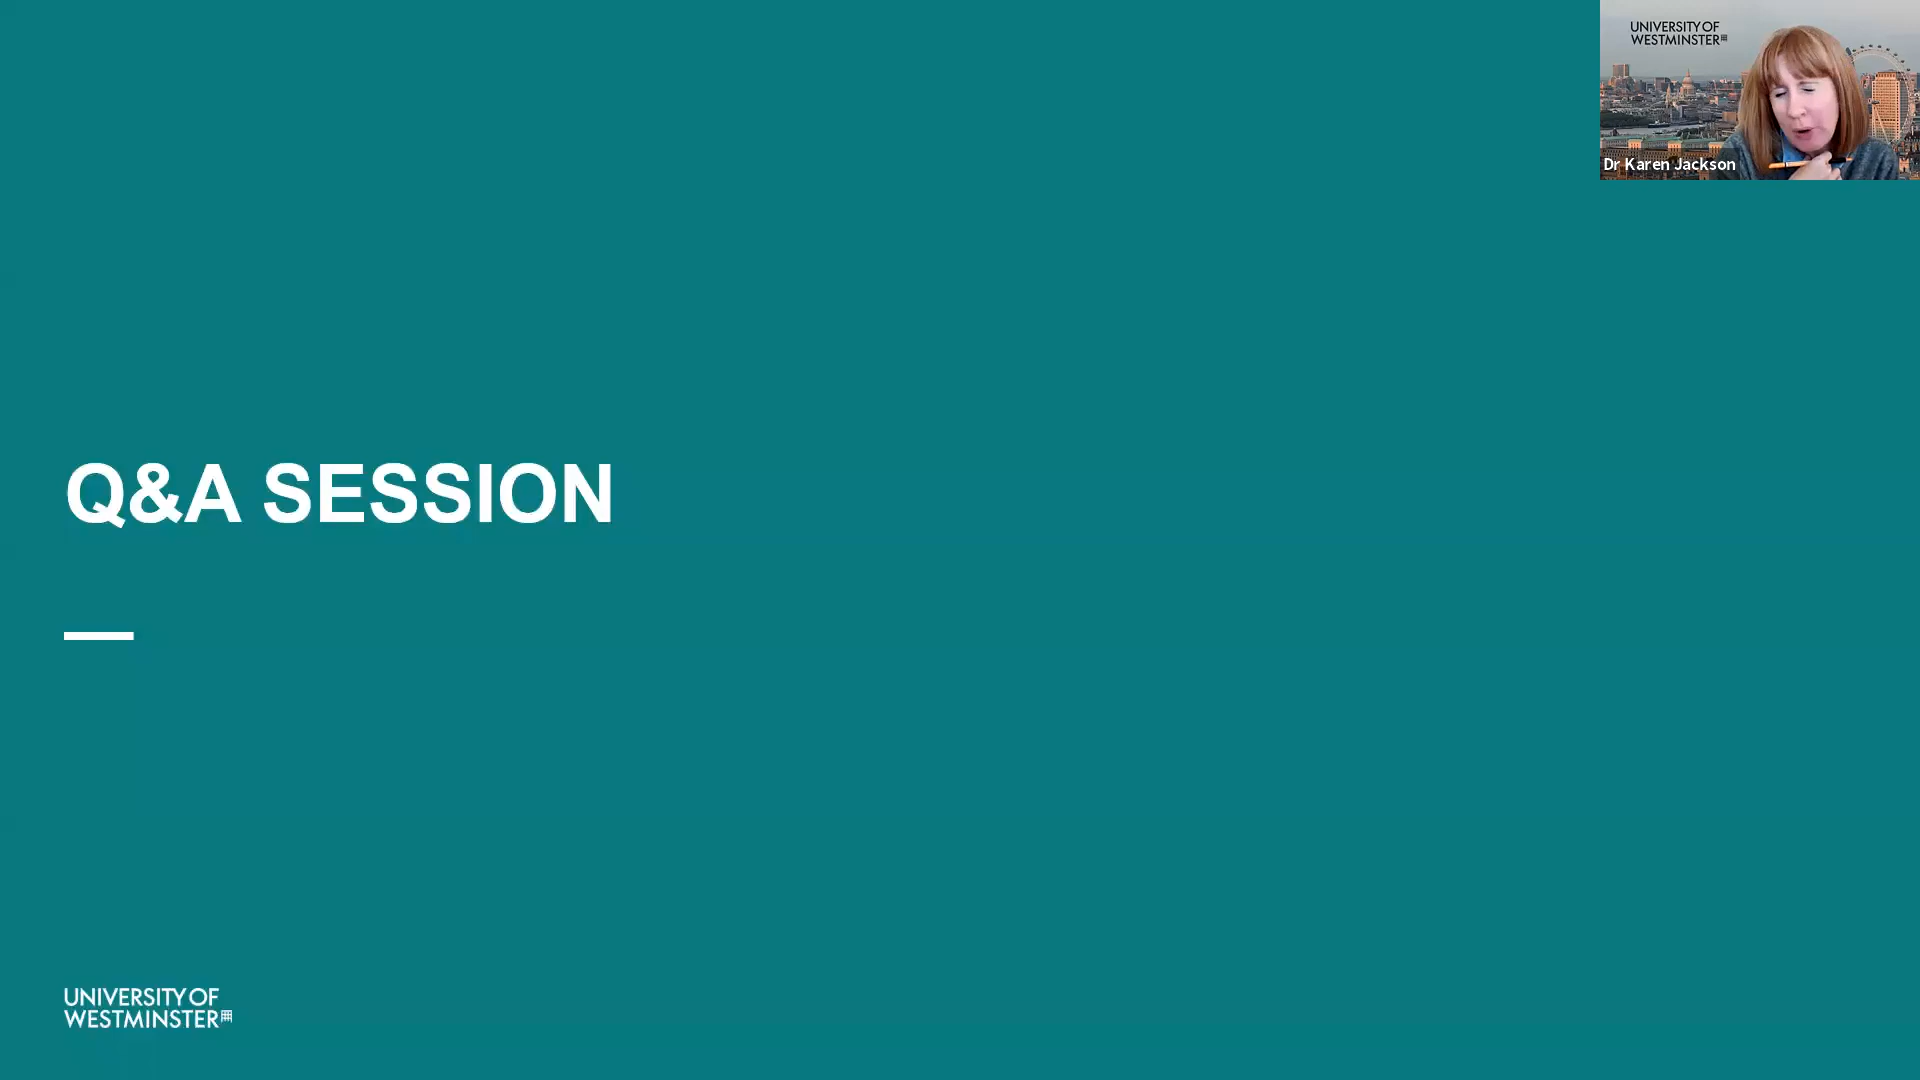 UNIVERSITY OF
WESTMINSTER
Dr Karen Jackson
Q&A SESSION
UNIVERSITY OF
WESTMINSTER